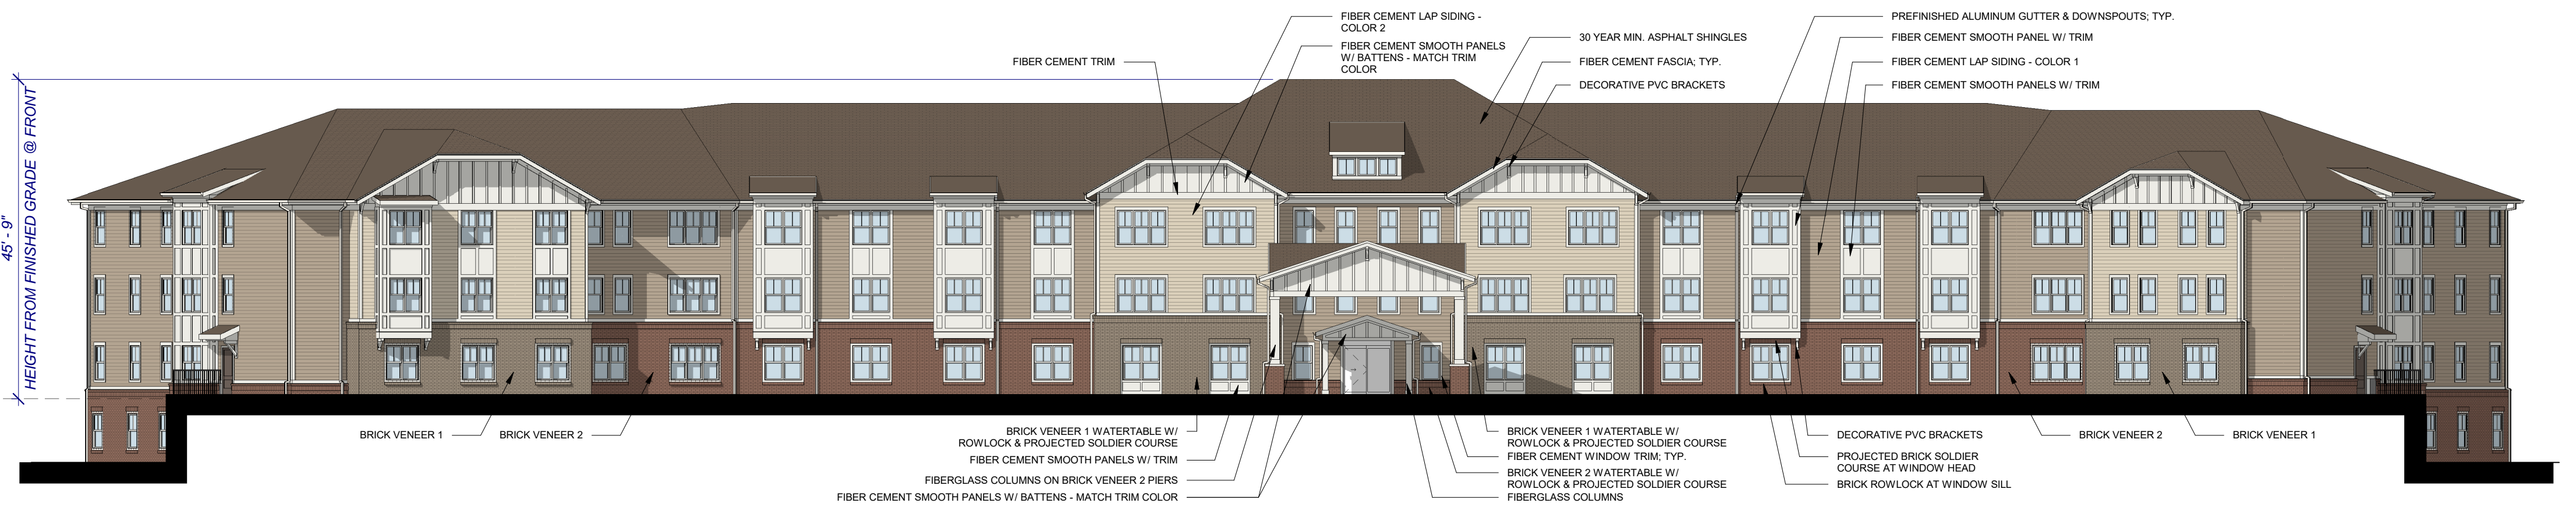 FIBER CEMENT LAP SIDING -
COLOR 2
FIBER CEMENT SMOOTH PANELS
W/ BATTENS - MATCH TRIM
COLOR
FIBER CEMENT TRIM
30 YEAR MIN. ASPHALT SHINGLES
FIBER CEMENT FASCIA; TYP.
DECORATIVE PVC BRACKETS
PREFINISHED ALUMINUM GUTTER & DOWNSPOUTS; TYP.
FIBER CEMENT SMOOTH PANEL W/ TRIM
FIBER CEMENT LAP SIDING - COLOR 1
FIBER CEMENT SMOOTH PANELS W/ TRIM
45' - 9"
HEIGHT FROM FINISHED GRADE @ FRONT
BRICK VENEER 1
BRICK VENEER 2
BRICK VENEER 1 WATERTABLE W/
ROWLOCK & PROJECTED SOLDIER COURSE
FIBER CEMENT SMOOTH PANELS W/ TRIM
FIBERGLASS COLUMNS ON BRICK VENEER 2 PIERS
FIBER CEMENT SMOOTH PANELS W/ BATTENS - MATCH TRIM COLOR
BRICK VENEER 1 WATERTABLE W/
ROWLOCK & PROJECTED SOLDIER COURSE
FIBER CEMENT WINDOW TRIM; TYP.
BRICK VENEER 2 WATERTABLE W/
ROWLOCK & PROJECTED SOLDIER COURSE
FIBERGLASS COLUMNS
DECORATIVE PVC BRACKETS
PROJECTED BRICK SOLDIER
COURSE AT WINDOW HEAD
BRICK ROWLOCK AT WINDOW SILL
BRICK VENEER 2
BRICK VENEER 1